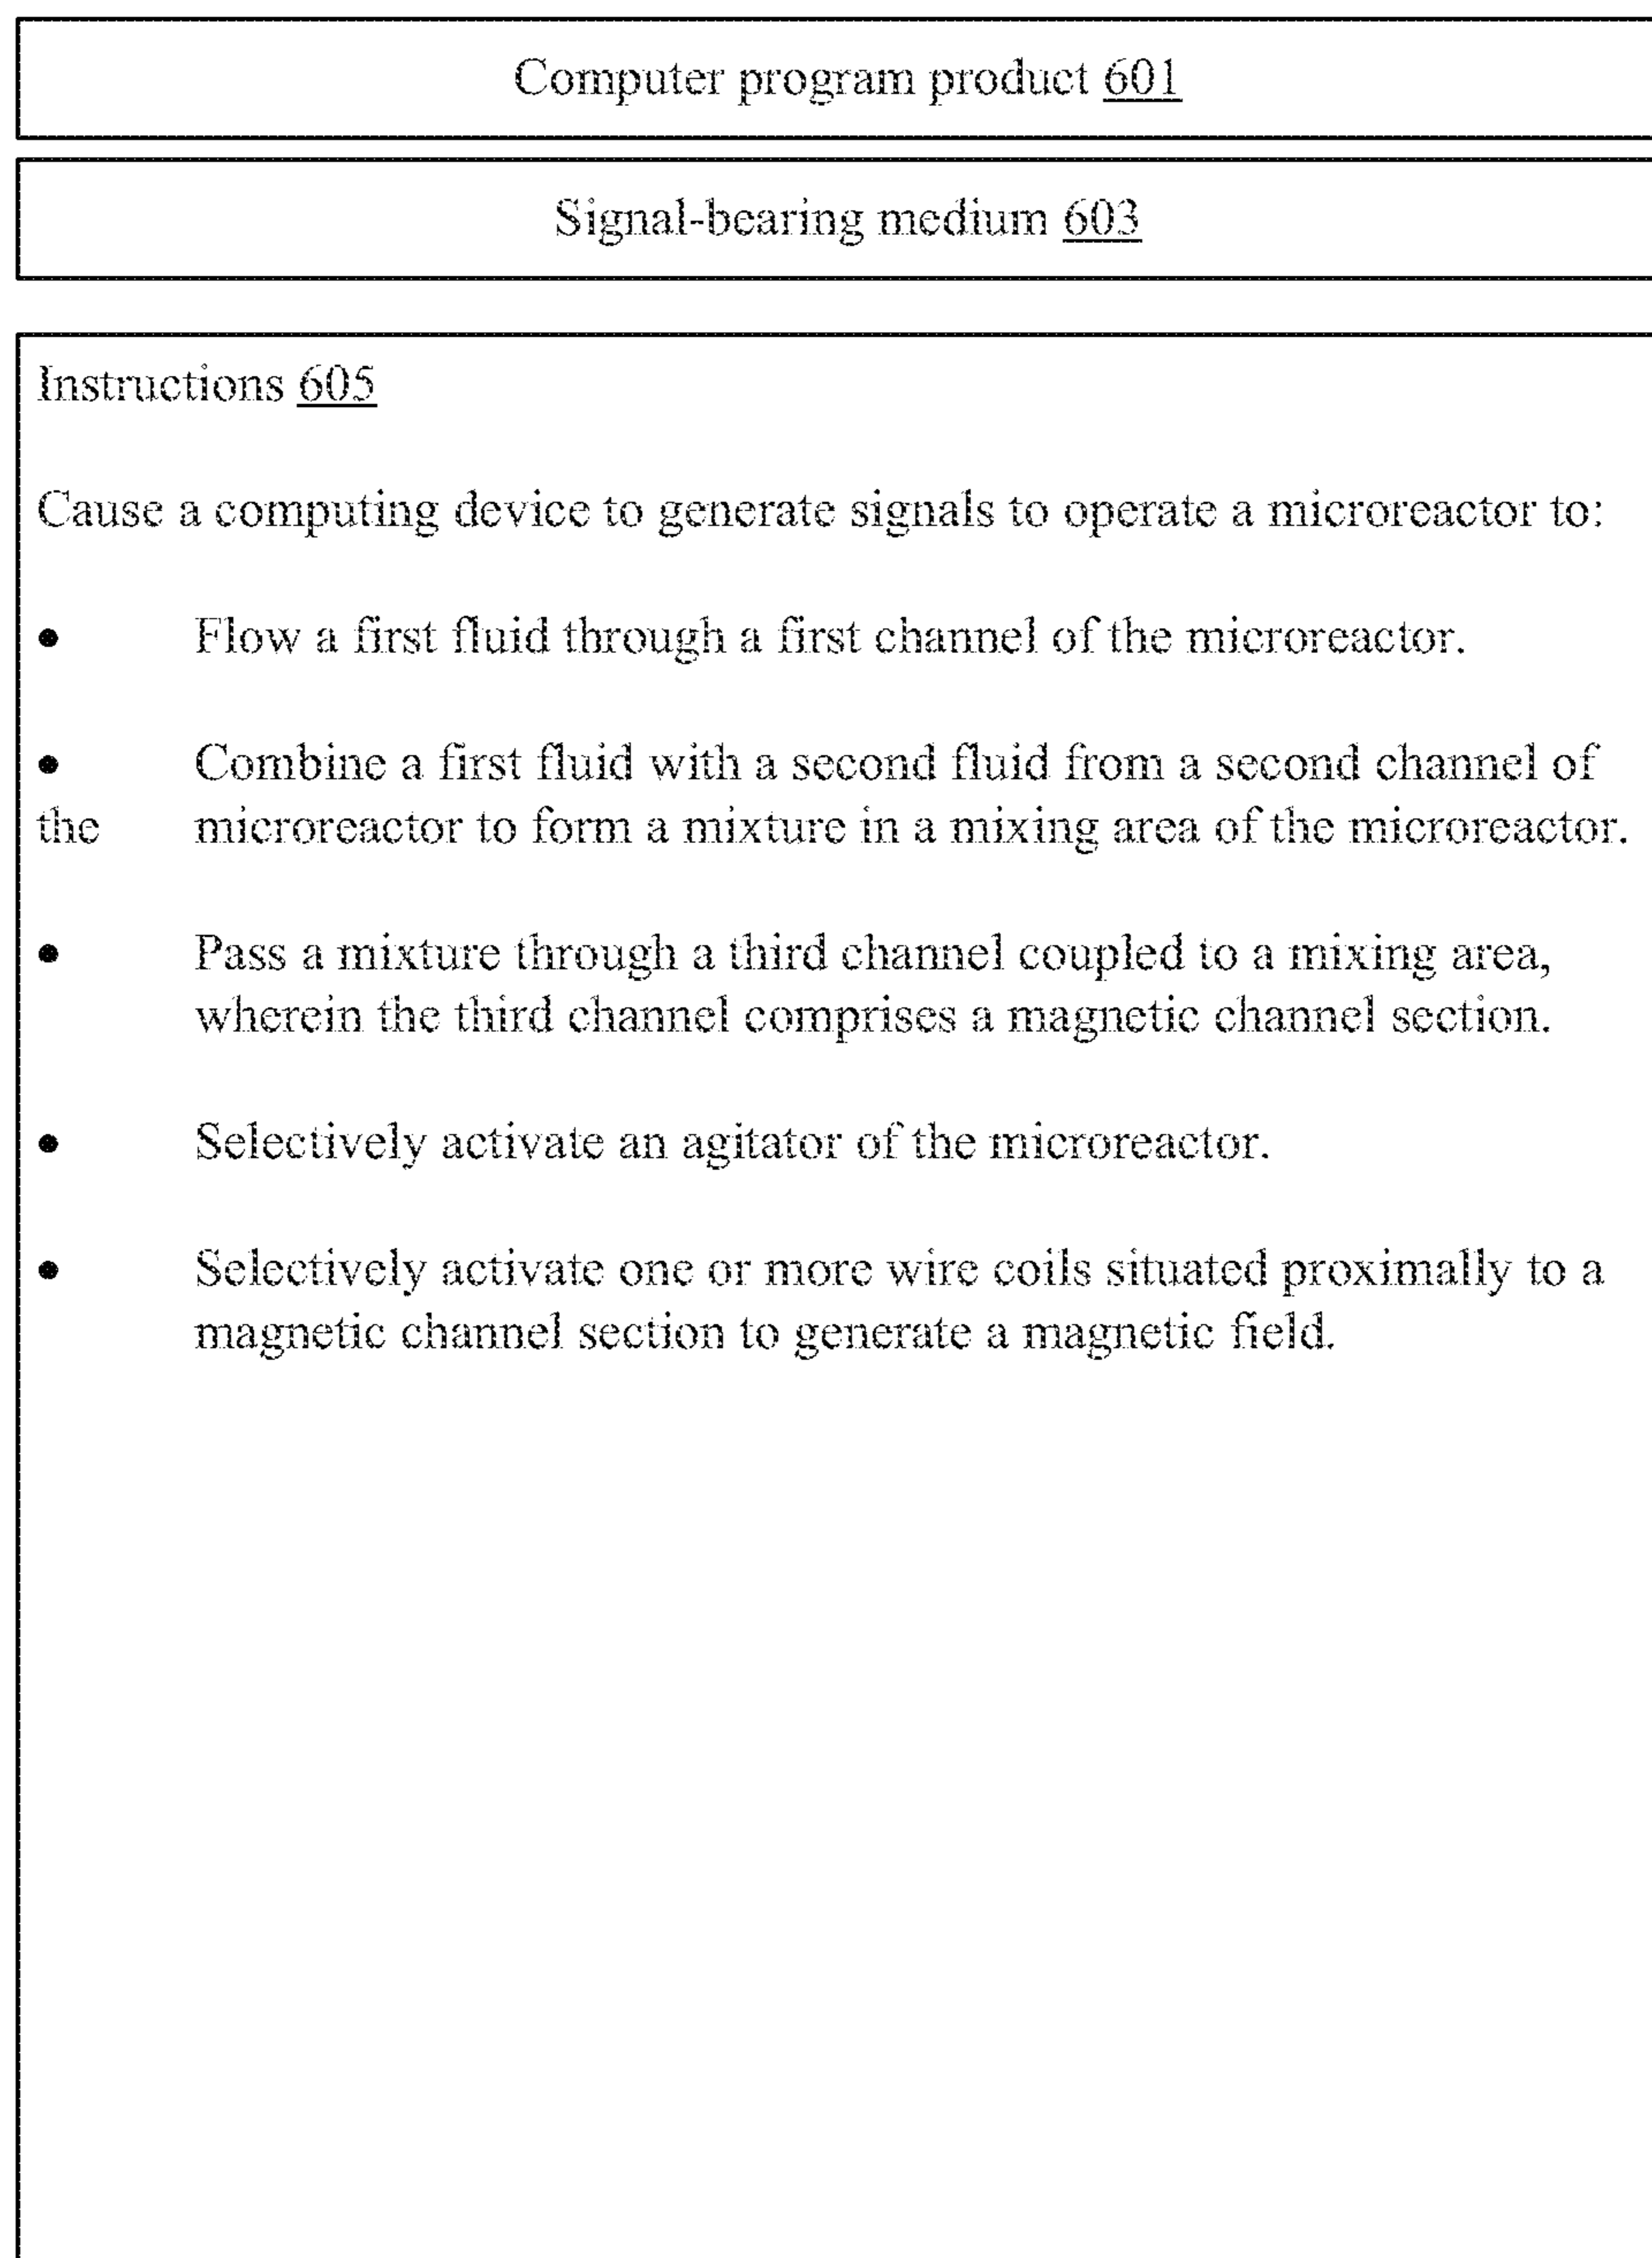 Computer program product 601
Signal-bearing medium 603
Instructions 605
Cause a computing device to generate signals to operate a microreactor to:
• Flow a first fluid through a first channel of the microreactor.
• Combine a first fluid with a second fluid from a second channel of
the microreactor to form a mixture in a mixing area of the microreactor.
• Pass a mixture through a third channel coupled to a mixing area,
wherein the third channel comprises a magnetic channel section.
• Selectively activate an agitator of the microreactor.
• Selectively activate one or more wire coils situated proximally to a
magnetic channel section to generate a magnetic field.